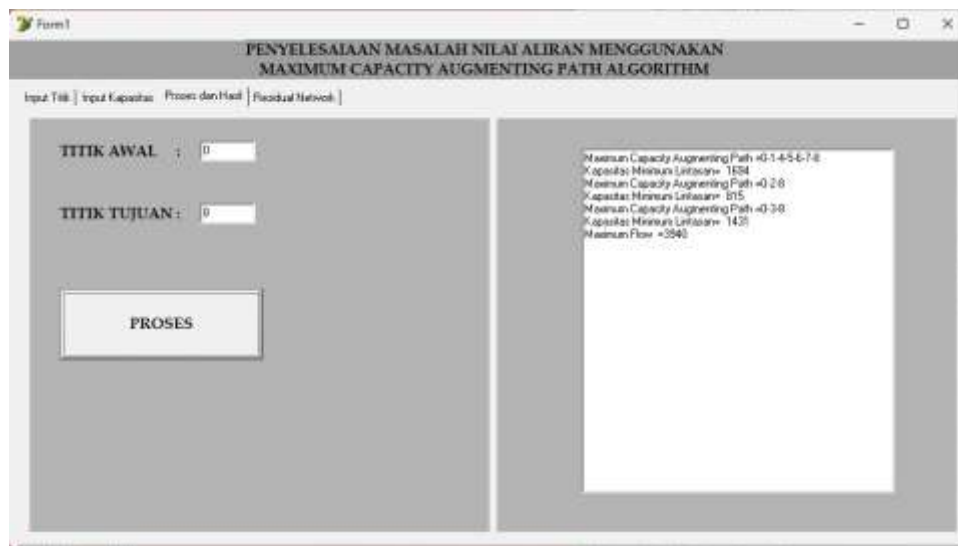 Form1
PENYELESAIAAN MASALAH NILAI ALIRAN MENGGUNAKAN
MAXIMUM CAPACITY AUGMENTING PATH ALGORITHM
Input Titik Input Kapasitas Proses dan Hasil Residual Network
TITIK AWAL : 0
TITIK TUJUAN :
PROSES
Maximum Capacity Augmenting Path =0-1-4-5-6-7-8
Kapasitas Minimum Lintasan= 1694
Maximum Capacity Augmenting Path =0-2-8
Kapasitas Minimum Lintasan= 815
Maximum Capacity Augmenting Path =0-3-8
Kapasitas Minimum Lintasan= 1431
Maximum Flow =3940